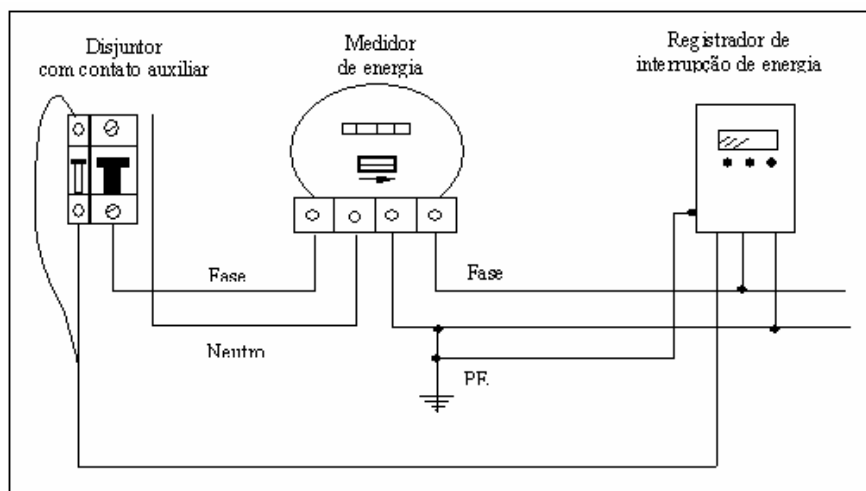 Disjuntor
com contato auxiliar
Medidor
de energia
Registrador de
interrupção de energia
Fase
Fase
Neutro
PE